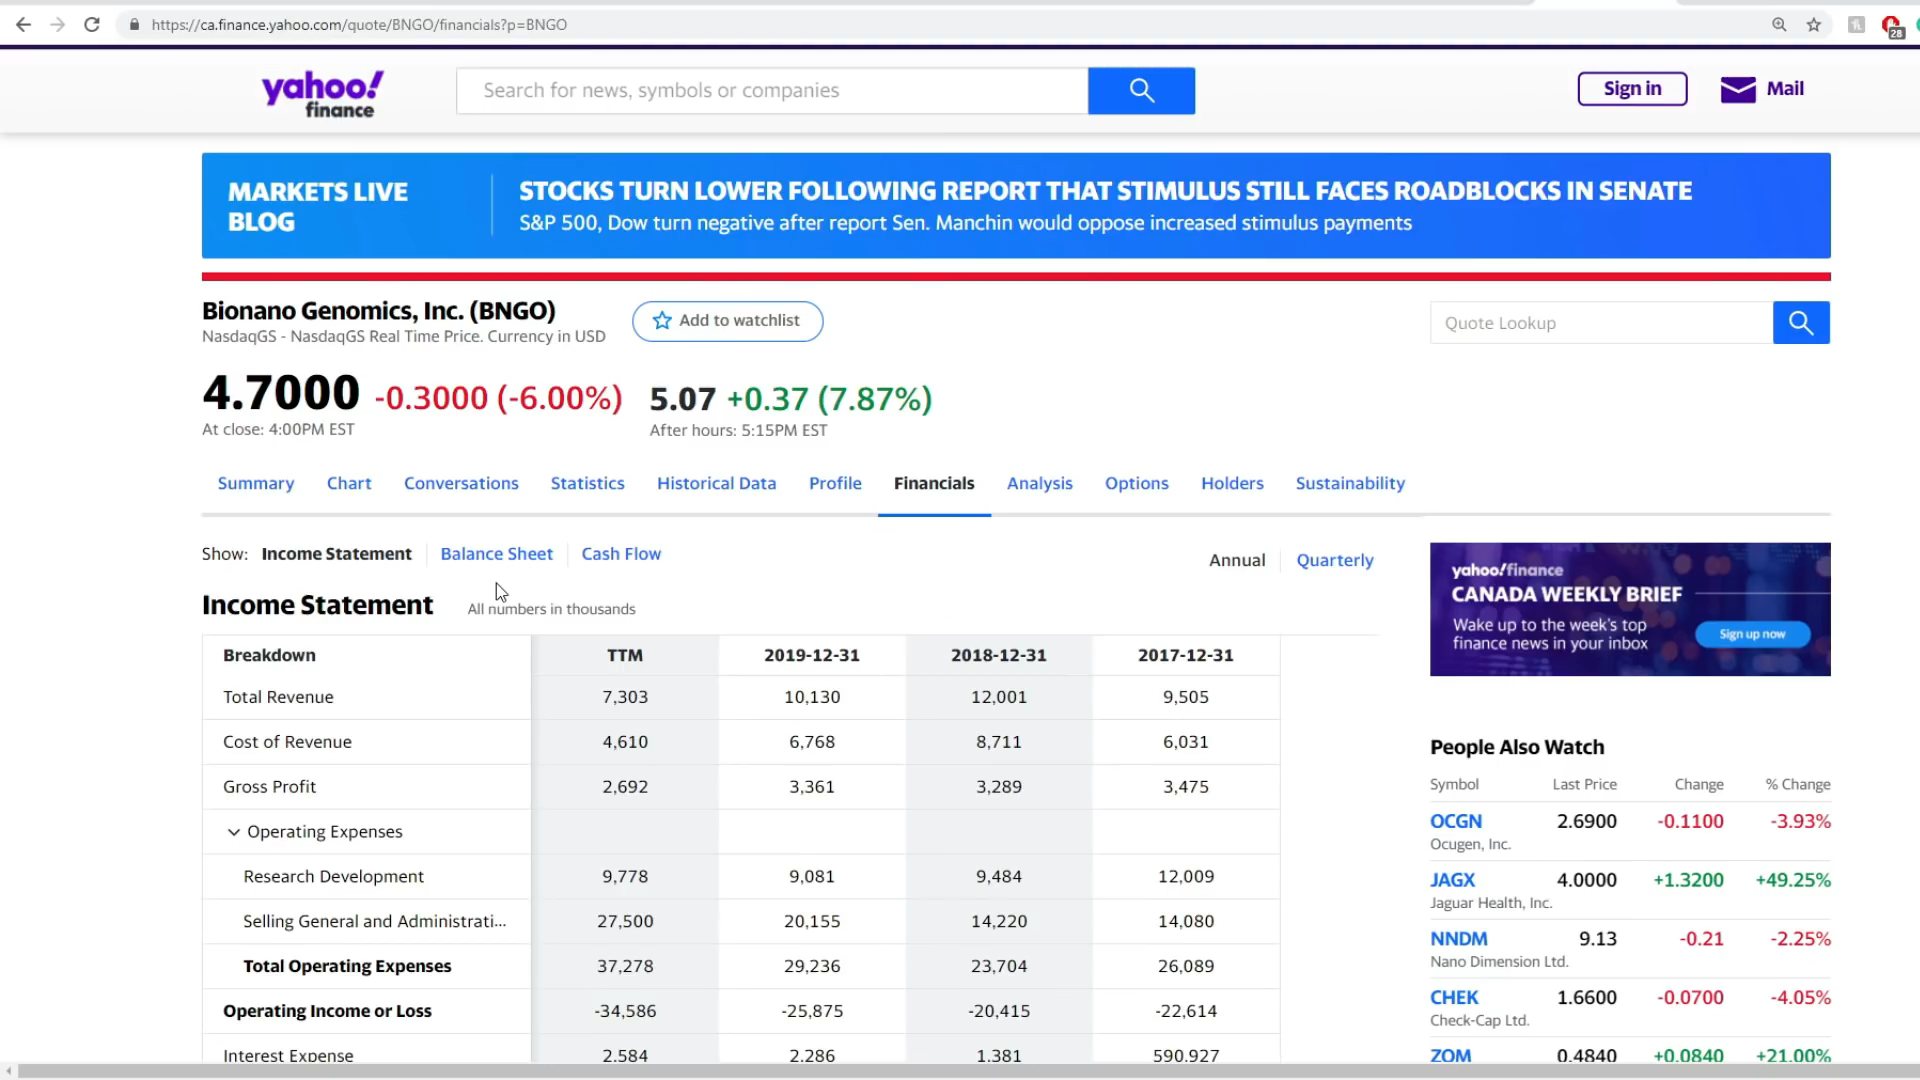 https://ca.finance.yahoo.com/quote/BNGO/financials?p=BNGO
28
yahoo!
finance
Search for news, symbols or companies
Sign in
Mail
MARKETS LIVE
BLOG
STOCKS TURN LOWER FOLLOWING REPORT THAT STIMULUS STILL FACES ROADBLOCKS IN SENATE
S&P 500, Dow turn negative after report Sen. Manchin would oppose increased stimulus payments
Bionano Genomics, Inc. (BNGO)
NasdaqGS - NasdaqGS Real Time Price. Currency in USD
Add to watchlist
Quote Lookup
4.7000 -0.3000 (-6.00%)
At close: 4:00PM EST
5.07 +0.37 (7.87%)
After hours: 5:15PM EST
Summary Chart Conversations Statistics Historical Data Profile Financials Analysis Options Holders Sustainability
Show: Income Statement Balance Sheet Cash Flow
Annual Quarterly
Income Statement All numbers in thousands
Breakdown TTM 2019-12-31 2018-12-31 2017-12-31
Total Revenue 7,303 10,130 12,001 9,505
Cost of Revenue 4,610 6,768 8,711 6,031
Gross Profit 2,692 3,361 3,289 3,475
Operating Expenses
Research Development 9,778 9,081 9,484 12,009
Selling General and Administrati... 27,500 20,155 14,220 14,080
Total Operating Expenses 37,278 29,236 23,704 26,089
Operating Income or Loss -34,586 -25,875 -20,415 -22,614
Interest Expense 2.584 2.286 1.381 590.927
yahoo!finance
CANADA WEEKLY BRIEF
Wake up to the week's top
finance news in your inbox
Sign up now
People Also Watch
Symbol Last Price Change % Change
OCGN 2.6900 -0.1100 -3.93%
Ocugen, Inc.
JAGX 4.0000 +1.3200 +49.25%
Jaguar Health, Inc.
NNDM 9.13 -0.21 -2.25%
Nano Dimension Ltd.
CHEK 1.6600 -0.0700 -4.05%
Check-Cap Ltd.
ZOM 0.4840 +0.0840 +21.00%